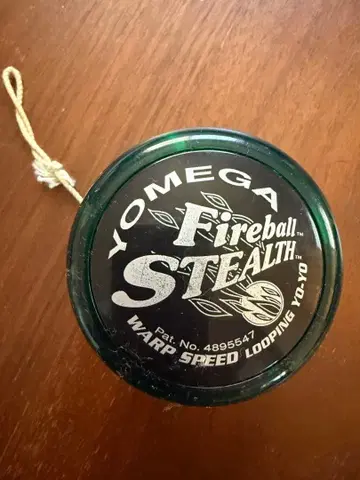 YOMEGA
Fireball™
STEALTH™
Pat. No. 4895547
WARP SPEED LOOPING YO-YO